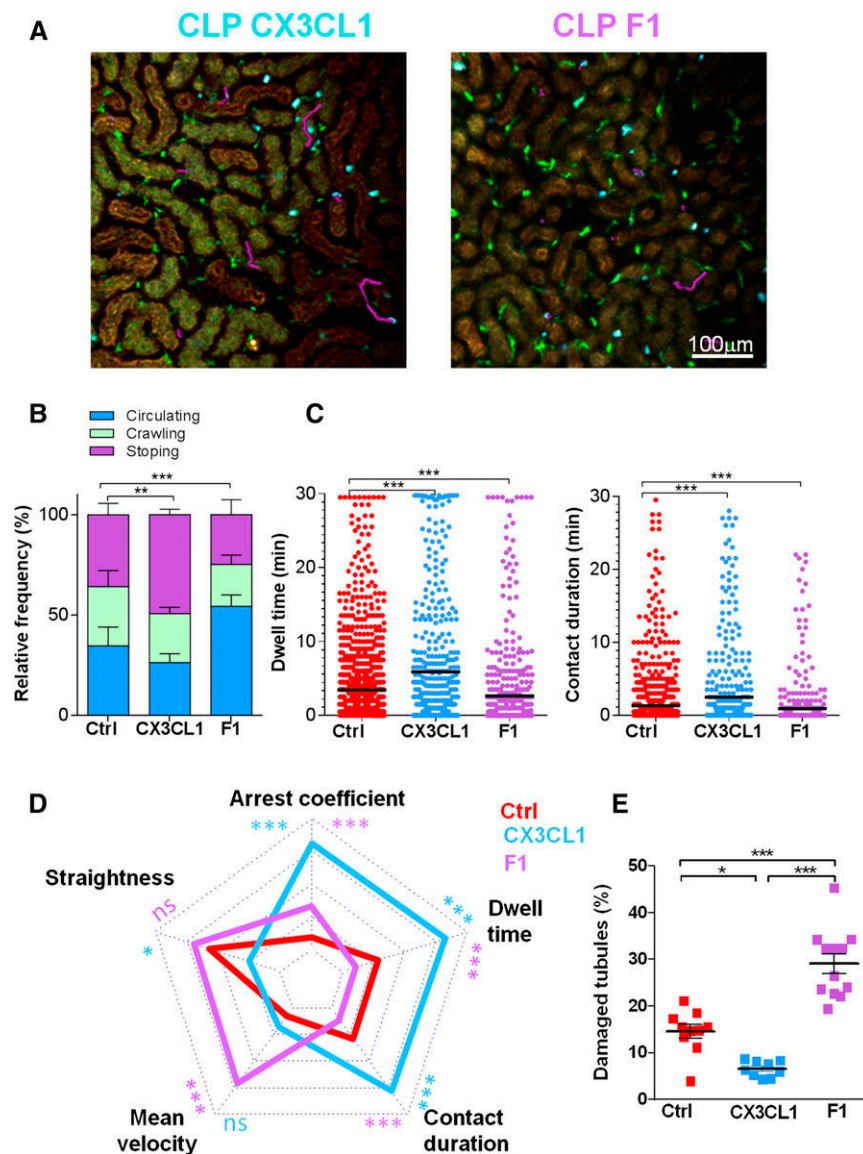 CLP CX3CL1
CLP F1
A
100µm
B
Circulating
Crawling
Stoping
***
**
Relative frequency (%)
100
50
0
Ctrl
CX3CL1
F1
C
***
***
Dwell time (min)
30
20
10
0
Ctrl
CX3CL1
F1
***
***
Contact duration (min)
30
20
10
0
Ctrl
CX3CL1
F1
D
Arrest coefficient
*** ***
Ctrl
CX3CL1
F1
Straightness
ns
*
Dwell
time
***
***
Mean
velocity
***
ns
Contact
duration
***
***
E
***
* ***
Damaged tubules (%)
50
40
30
20
10
0
Ctrl
CX3CL1
F1